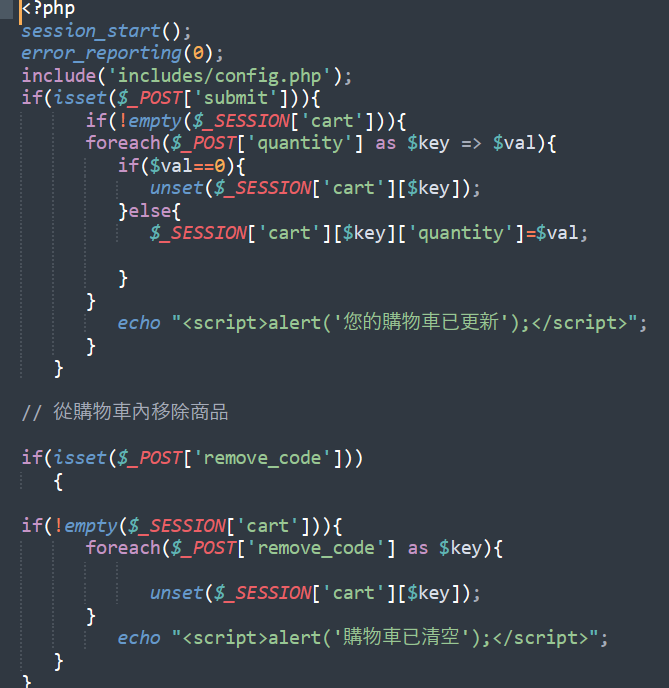 <?php
session_start();
error_reporting(0);
include('includes/config.php');
if(isset($_POST['submit'])){
if(!empty($_SESSION['cart'])){
foreach($_POST['quantity'] as $key => $val){
if($val==0){
unset($_SESSION['cart'][$key]);
}else{
$_SESSION['cart'][$key]['quantity']=$val;
}
}
echo "<script>alert('您的購物車已更新');</script>";
}
}
// 從購物車內移除商品
if(isset($_POST['remove_code']))
{
if(!empty($_SESSION['cart'])){
foreach($_POST['remove_code'] as $key){
unset($_SESSION['cart'][$key]);
}
echo "<script>alert('購物車已清空');</script>";
}
}